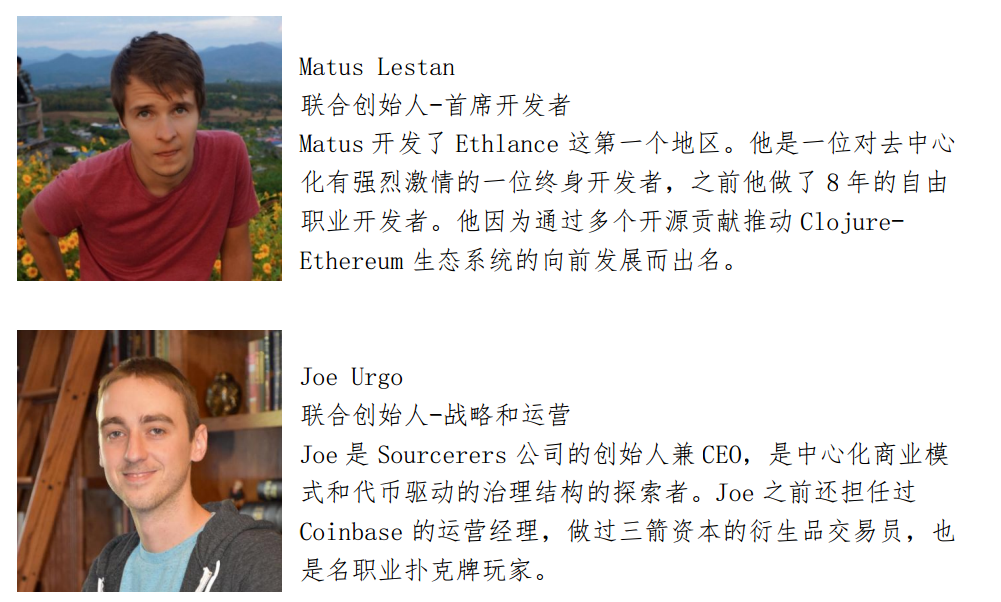 Matus Lestan
联合创始人-首席开发者
Matus 开发了 Ethlance 这第一个地区。他是一位对去中心
化有强烈激情的一位终身开发者，之前他做了 8 年的自由
职业开发者。他因为通过多个开源贡献推动 Clojure-
Ethereum 生态系统的向前发展而出名。
Joe Urgo
联合创始人-战略和运营
Joe 是 Sourcerers 公司的创始人兼 CEO，是中心化商业模
式和代币驱动的治理结构的探索者。Joe 之前还担任过
Coinbase 的运营经理，做过三箭资本的衍生品交易员，也
是名职业扑克牌玩家。